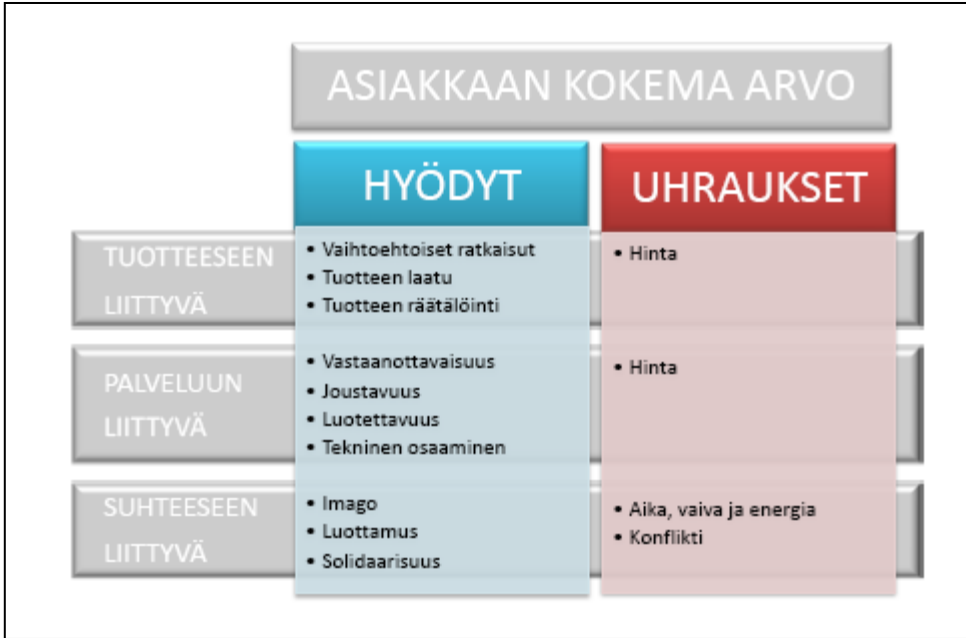 ASIAKKAAN KOKEMA ARVO
HYÖDYT
UHRAUKSET
TUOTTEESEEN
LIITTYVÄ
• Vaihtoehtoiset ratkaisut
• Tuotteen laatu
• Tuotteen räätälöinti
• Hinta
PALVELUUN
LIITTYVÄ
• Vastaanottavaisuus
• Joustavuus
• Luotettavuus
• Tekninen osaaminen
• Hinta
SUHTEESEEN
LIITTYVÄ
• Imago
• Luottamus
• Solidaarisuus
• Aika, vaiva ja energia
• Konflikti